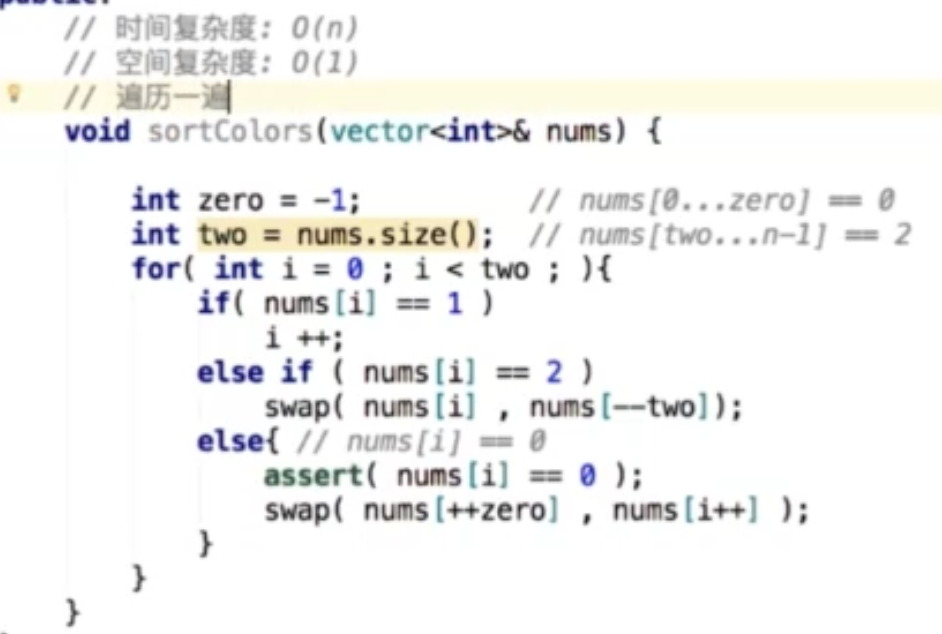 public:
// 时间复杂度: O(n)
// 空间复杂度: O(1)
// 遍历一遍
void sortColors(vector<int>& nums) {
int zero = -1; // nums[0...zero] == 0
int two = nums.size(); // nums[two...n-1] == 2
for( int i = 0 ; i < two ; ){
if( nums[i] == 1 )
i ++;
else if ( nums[i] == 2 )
swap( nums[i] , nums[--two]);
else{ // nums[i] == 0
assert( nums[i] == 0 );
swap( nums[++zero] , nums[i++] );
}
}
}